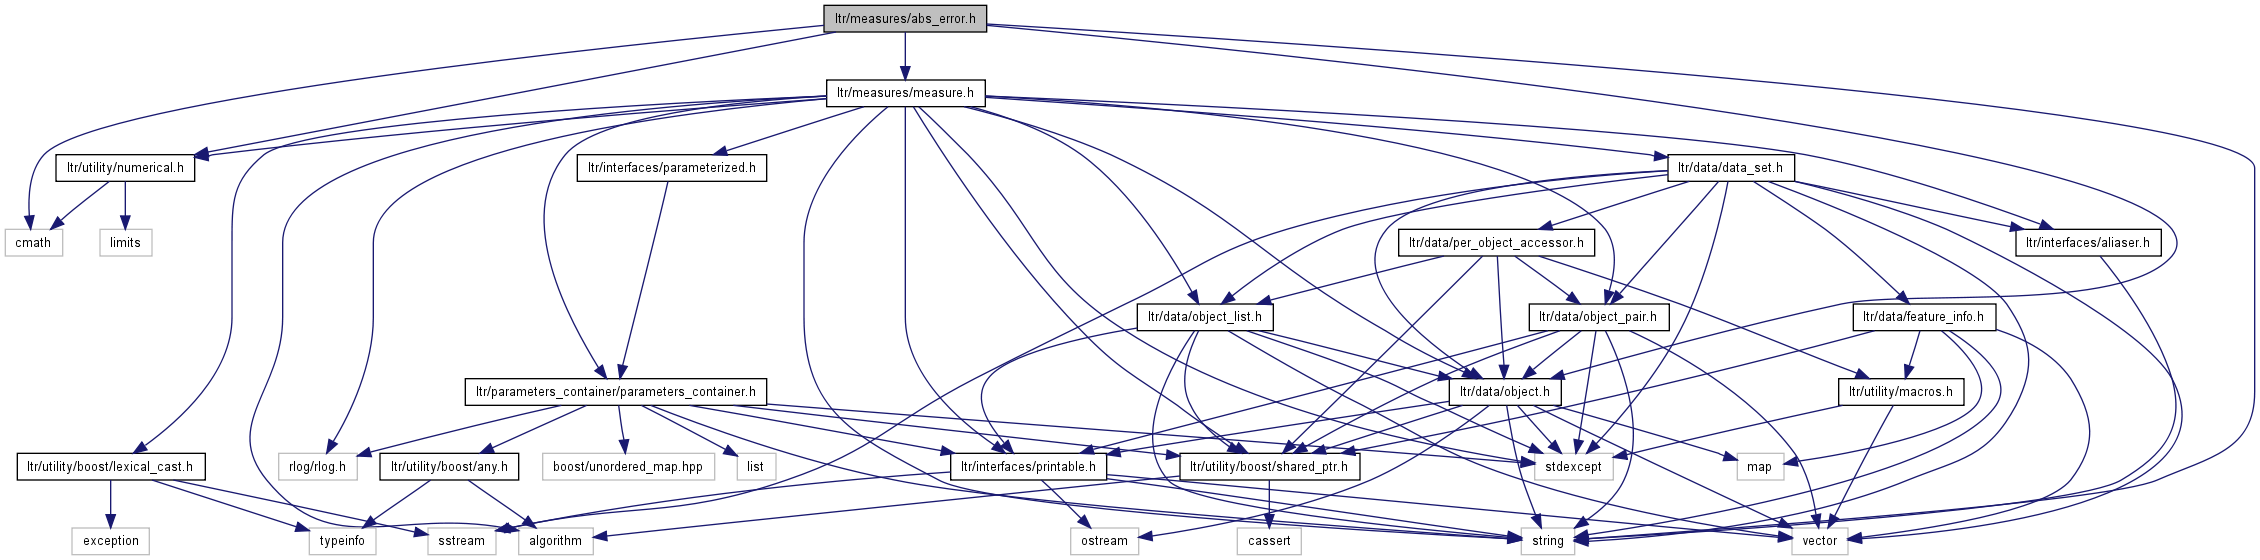 ltr/measures/abs_error.h
ltr/measures/measure.h
ltr/utility/numerical.h
ltr/interfaces/parameterized.h
ltr/data/data_set.h
cmath
limits
ltr/data/per_object_accessor.h
ltr/interfaces/aliaser.h
ltr/data/object_list.h
ltr/data/object_pair.h
ltr/data/feature_info.h
ltr/parameters_container/parameters_container.h
ltr/data/object.h
ltr/utility/macros.h
ltr/utility/boost/lexical_cast.h
rlog/rlog.h
ltr/utility/boost/any.h
boost/unordered_map.hpp
list
ltr/interfaces/printable.h
ltr/utility/boost/shared_ptr.h
stdexcept
map
exception
typeinfo
sstream
algorithm
ostream
cassert
string
vector